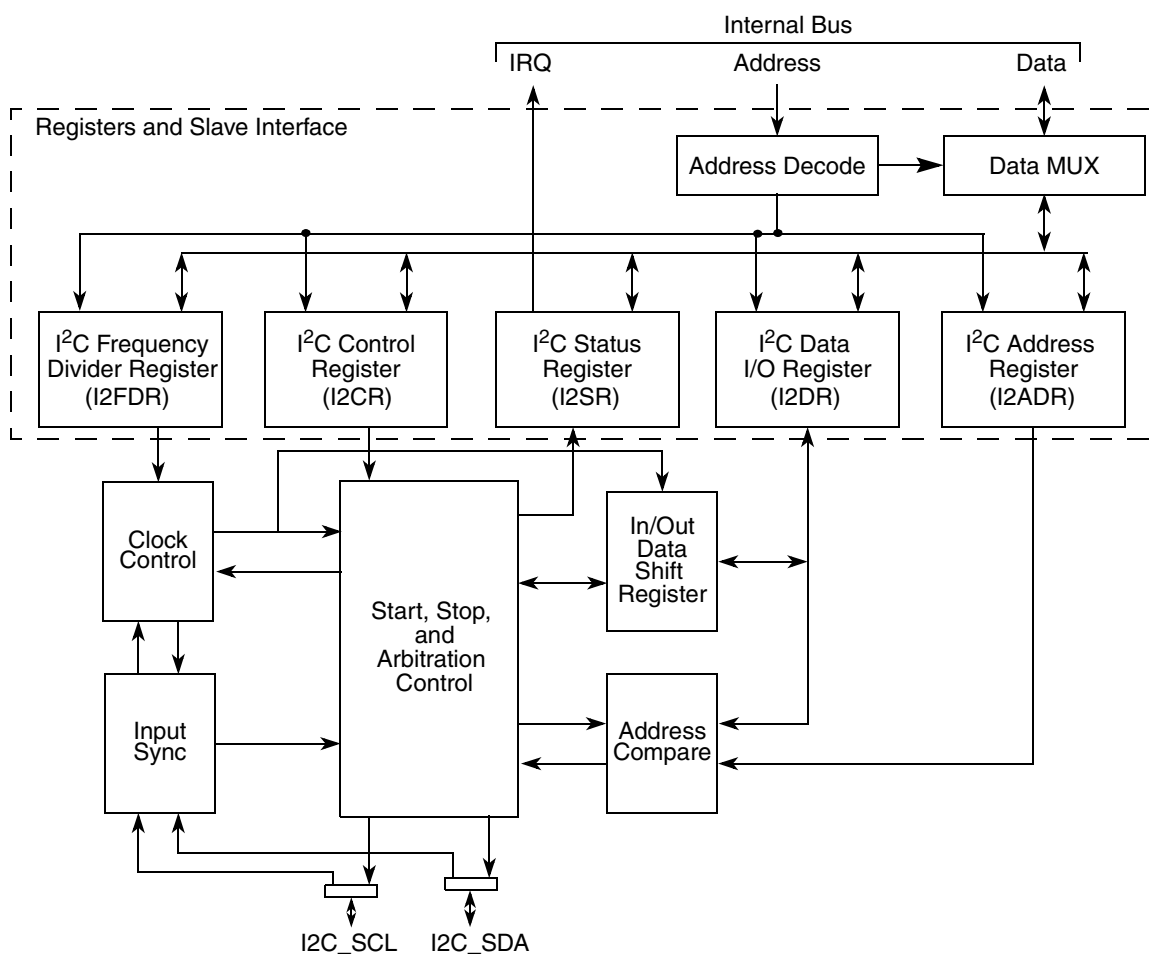 Internal Bus
IRQ
Address
Data
Registers and Slave Interface
Address Decode
Data MUX
I²C Frequency
Divider Register
(I2FDR)
I²C Control
Register
(I2CR)
I²C Status
Register
(I2SR)
I²C Data
I/O Register
(I2DR)
I²C Address
Register
(I2ADR)
Clock
Control
In/Out
Data
Shift
Register
Start, Stop,
and
Arbitration
Control
Input
Sync
Address
Compare
I2C_SCL
I2C_SDA